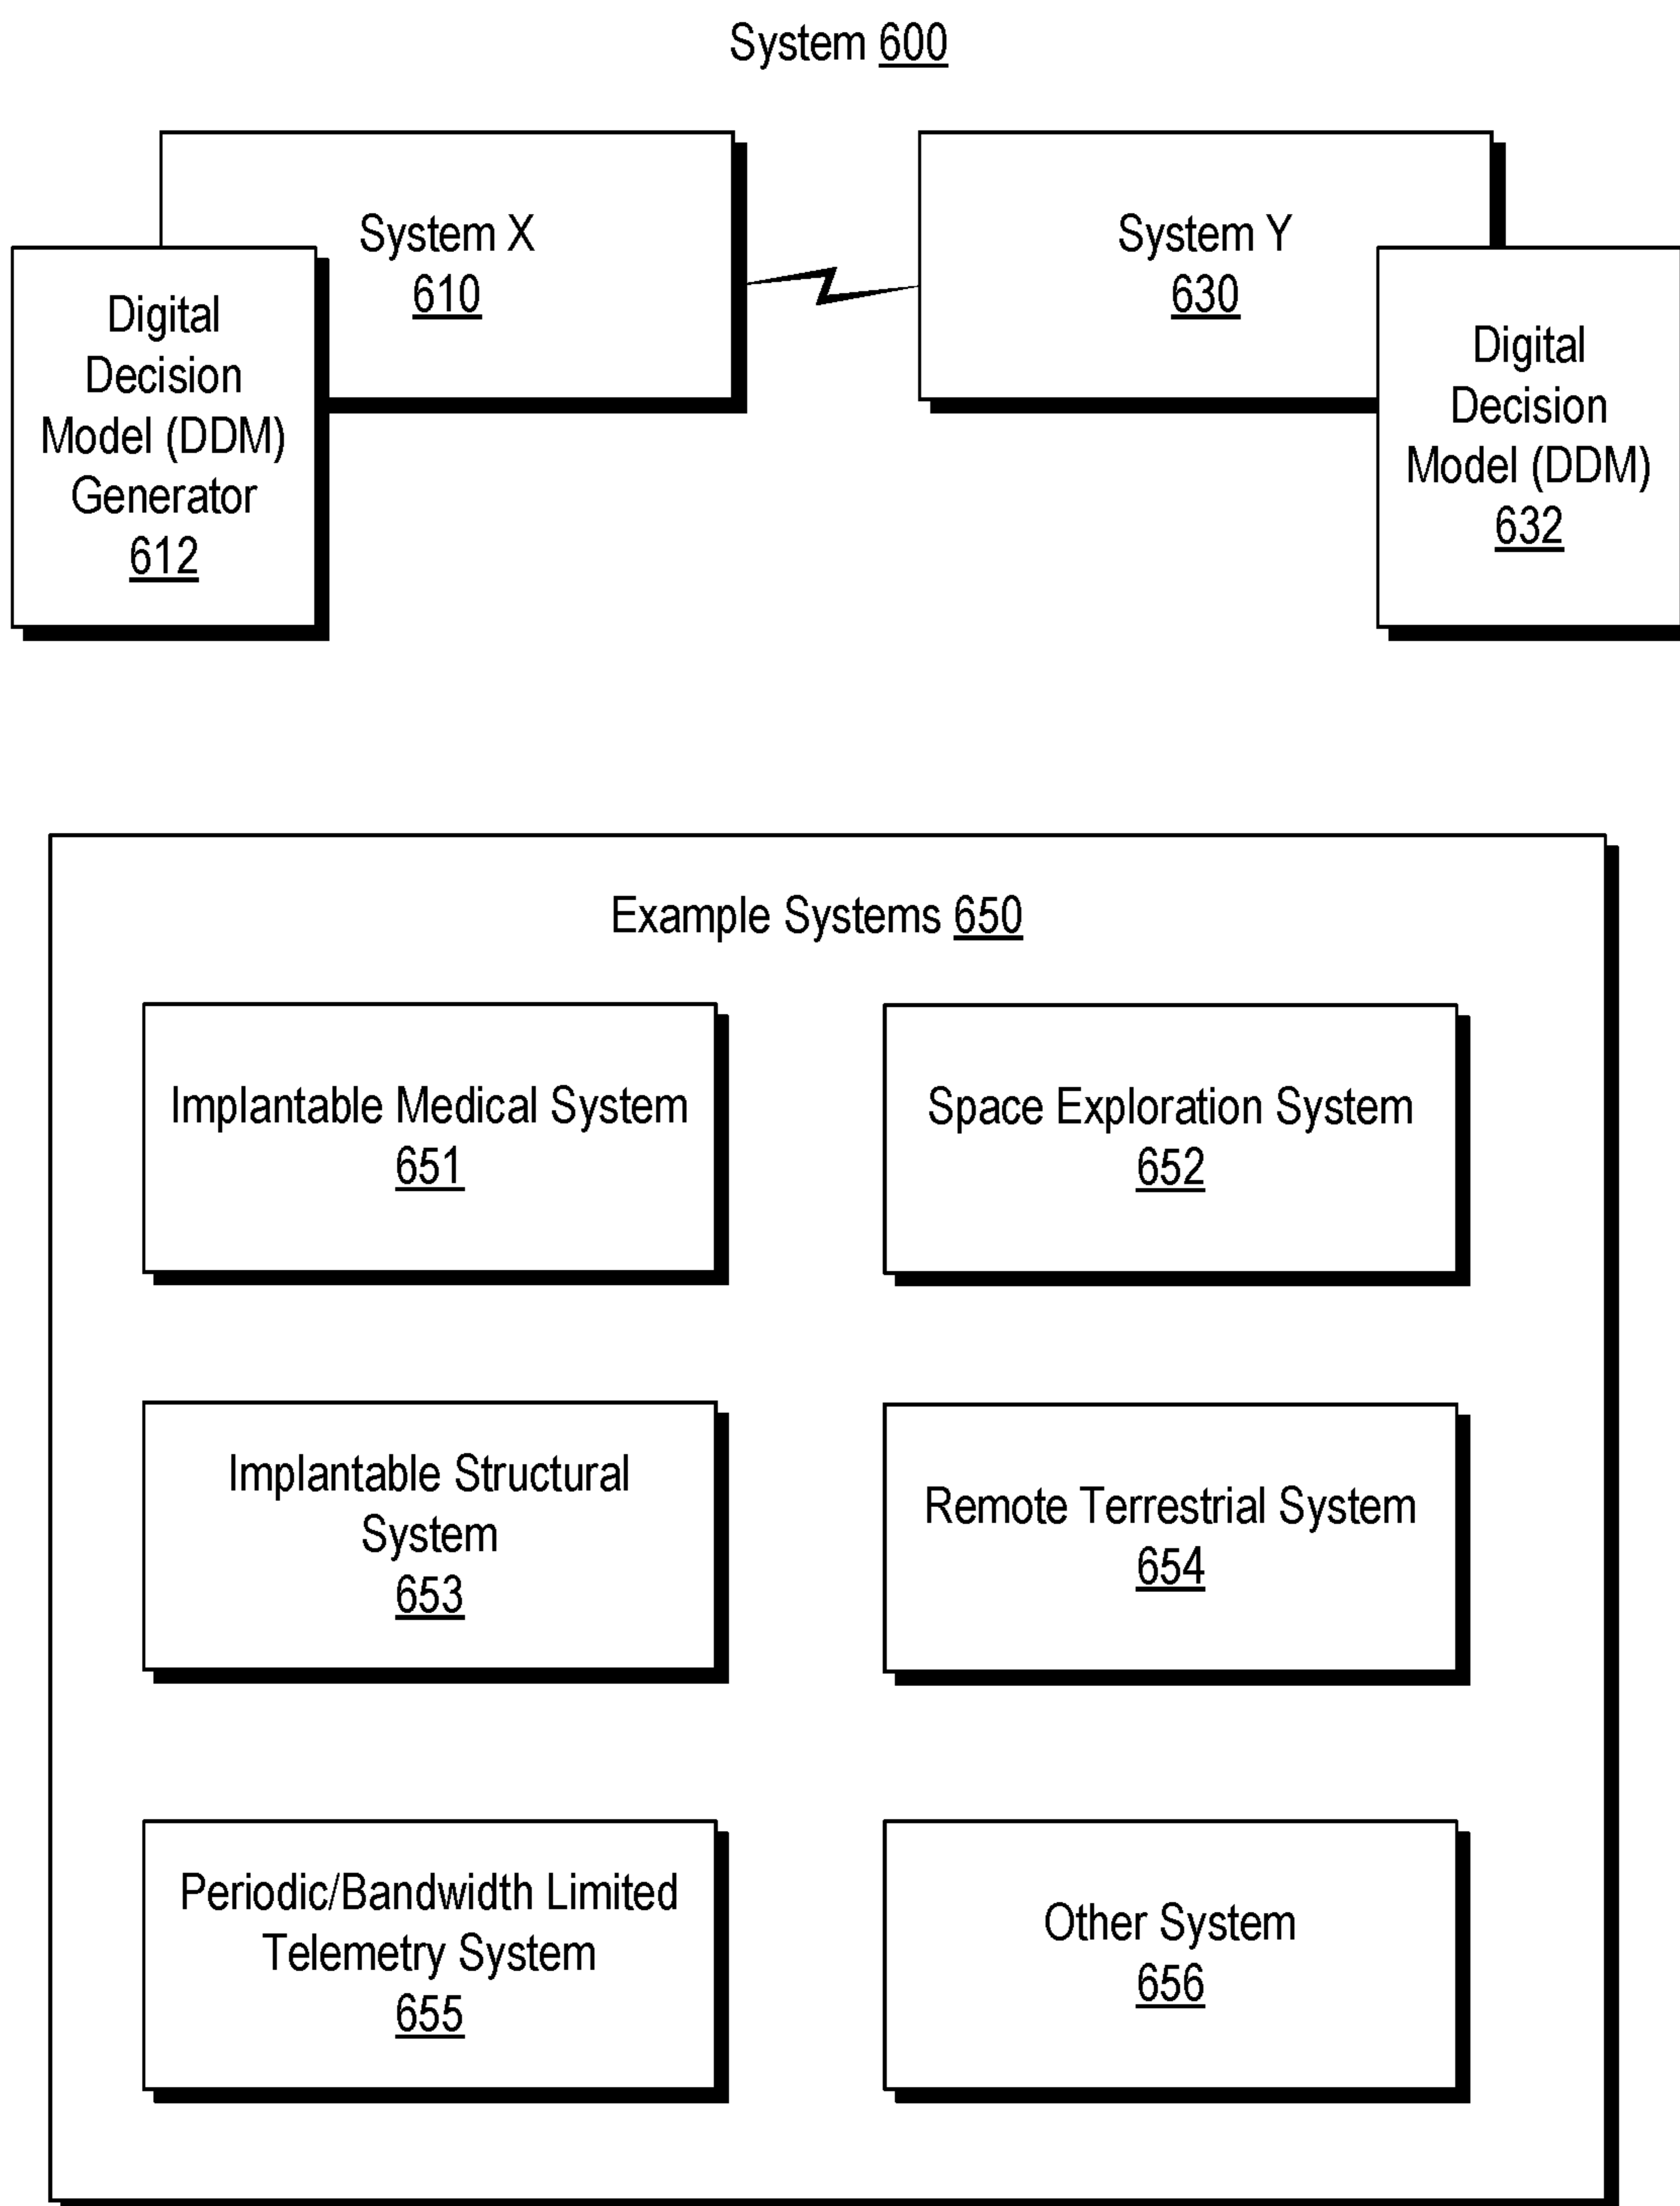 System 600
System X
610
System Y
630
Digital
Decision
Model (DDM)
Generator
612
Digital
Decision
Model (DDM)
632
Example Systems 650
Implantable Medical System
651
Space Exploration System
652
Implantable Structural
System
653
Remote Terrestrial System
654
Periodic/Bandwidth Limited
Telemetry System
655
Other System
656